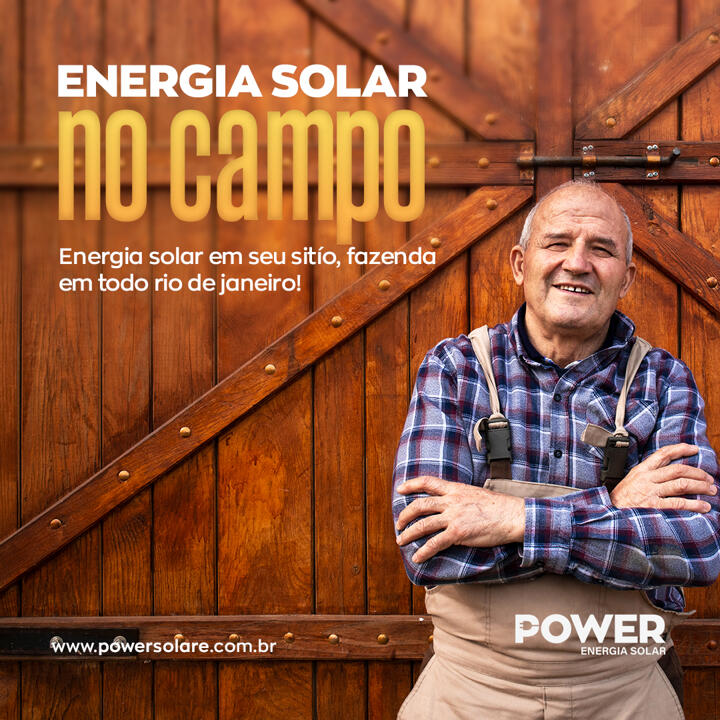 ENERGIA SOLAR
no campo
Energia solar em seu sitío, fazenda
em todo rio de janeiro!
www.powersolare.com.br
POWER
ENERGIA SOLAR